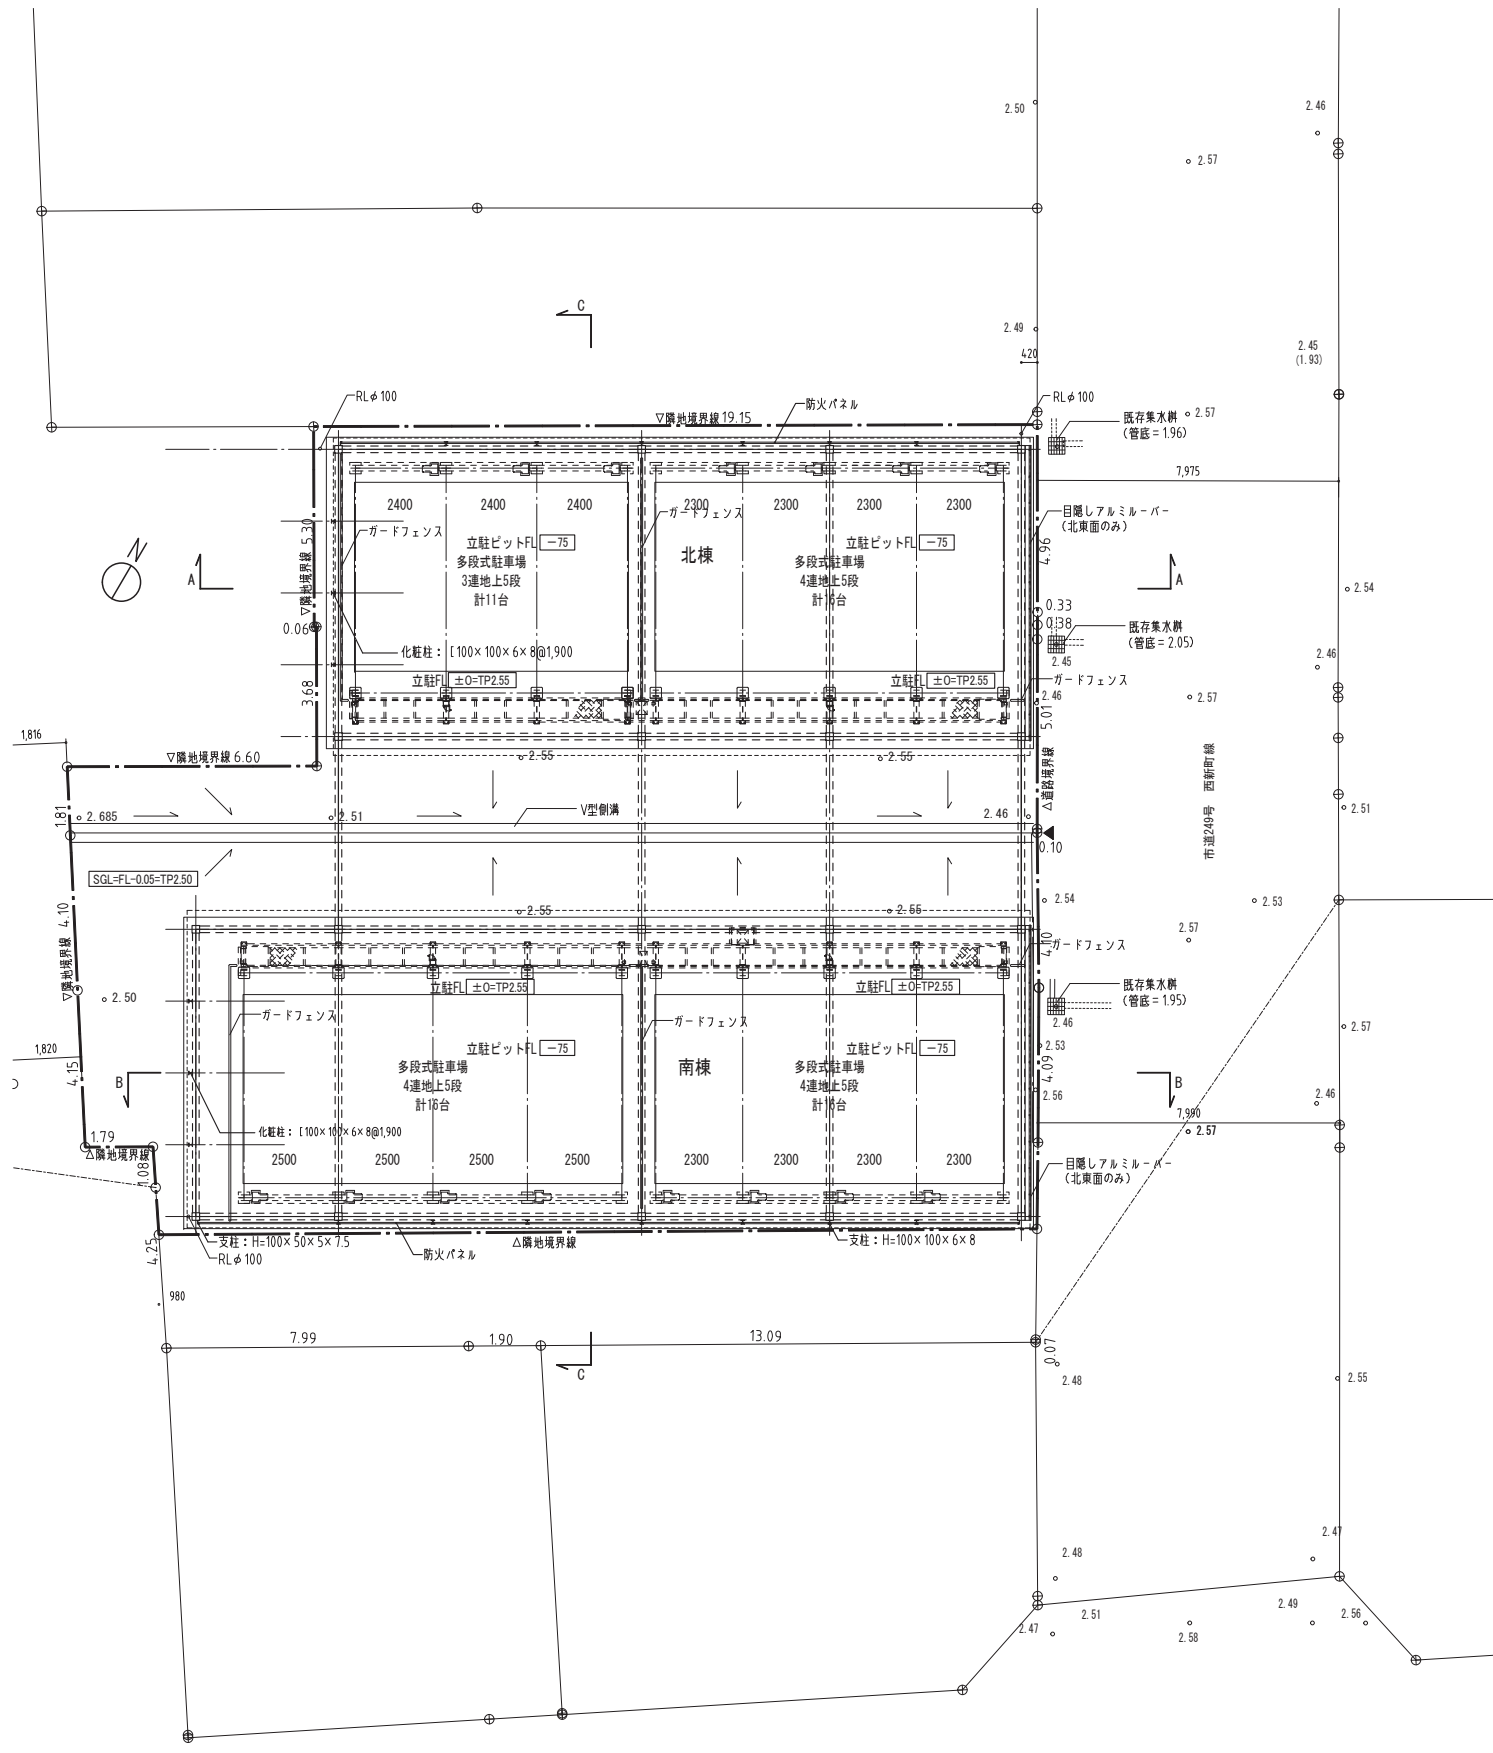 2.50
2.46
2.57
C
2.49
2.45
(1.93)
420
RLφ100
▽隣地境界線 19.15
防火パネル
RLφ100
既存集水桝
(管底=1.96)
2.57
7,975
2400
2400
2400
2300
2300
2300
2300
ガードフェンス
ガードフェンス
目隠しアルミルーバー
(北東面のみ)
▽隣地境界線 5.30
立駐ピットFL −75
多段式駐車場
3連地上5段
計11台
北棟
立駐ピットFL −75
多段式駐車場
4連地上5段
計16台
4.96
N
A
A
2.54
0.33
0.38
0.06
既存集水桝
(管底=2.05)
化粧柱:[100×100×6×8@1,900
2.45
2.46
立駐FL ±0=TP2.55
立駐FL ±0=TP2.55
ガードフェンス
3.68
2.46
2.57
5.01
1,816
▽隣地境界線 6.60
2.55
2.55
△道路境界線
市道249号 西新町線
1.81
2.685
2.51
V型側溝
2.46
2.51
0.10
SGL=FL-0.05=TP2.50
▽隣地境界線 4.10
2.55
2.55
2.54
2.53
2.57
4.10
ガードフェンス
2.50
立駐FL ±0=TP2.55
立駐FL ±0=TP2.55
既存集水桝
(管底=1.95)
ガードフェンス
ガードフェンス
2.46
2.57
1,820
4.15
立駐ピットFL −75
多段式駐車場
4連地上5段
計16台
南棟
立駐ピットFL −75
多段式駐車場
4連地上5段
計16台
2.53
4.09
B
B
2.56
2.46
7,990
2.57
1.79
△隣地境界線
1.08
化粧柱:[100×100×6×8@1,900
2500
2500
2500
2500
2300
2300
2300
2300
目隠しアルミルーバー
(北東面のみ)
4.25
支柱:H=100×50×5×7.5
RLφ100
防火パネル
△隣地境界線
支柱:H=100×100×6×8
980
7.99
1.90
13.09
C
0.07
2.48
2.55
2.48
2.47
2.47
2.51
2.58
2.49
2.56